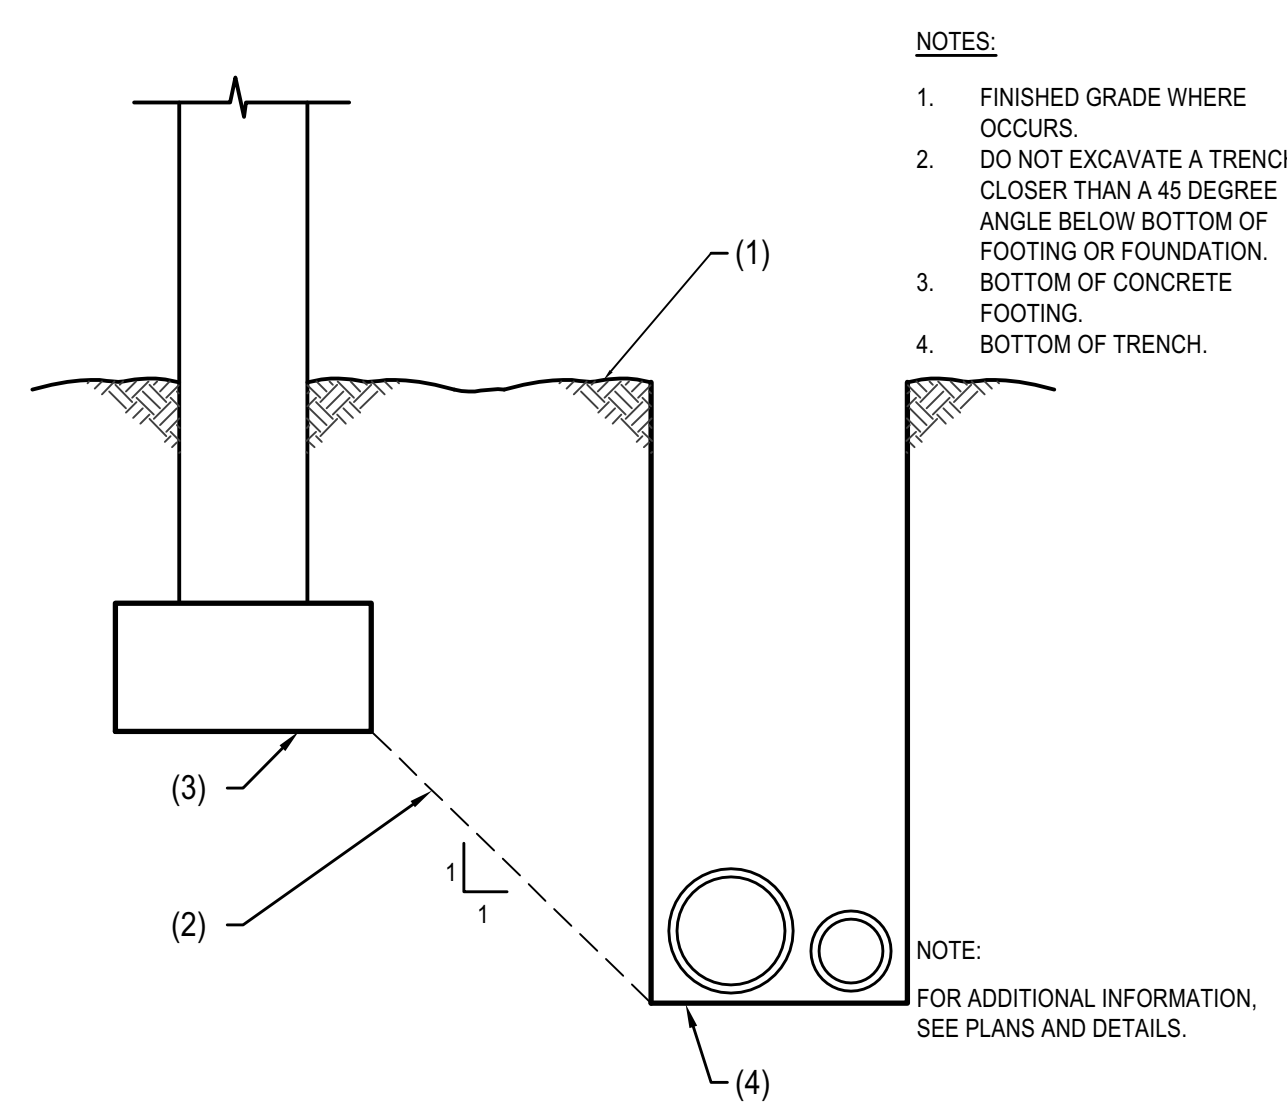 NOTES:
1. FINISHED GRADE WHERE
OCCURS.
2. DO NOT EXCAVATE A TRENCH
CLOSER THAN A 45 DEGREE
ANGLE BELOW BOTTOM OF
FOOTING OR FOUNDATION.
3. BOTTOM OF CONCRETE
FOOTING.
4. BOTTOM OF TRENCH.
(1)
(3)
(2)
1
1
(4)
NOTE:
FOR ADDITIONAL INFORMATION,
SEE PLANS AND DETAILS.